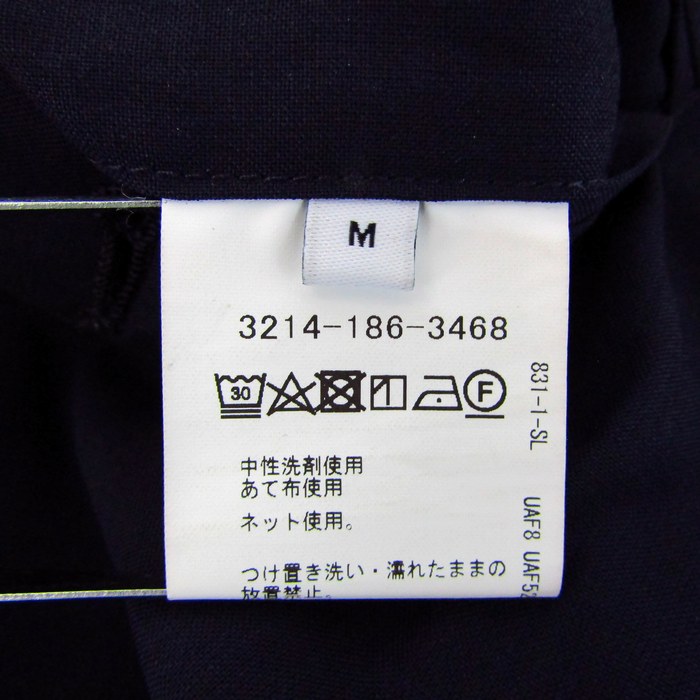 M
3214-186-3468
30
F
831-1-SL
UAF8 UAF52
中性洗剤使用
あて布使用
ネット使用。
つけ置き洗い・濡れたままの
放置禁止。